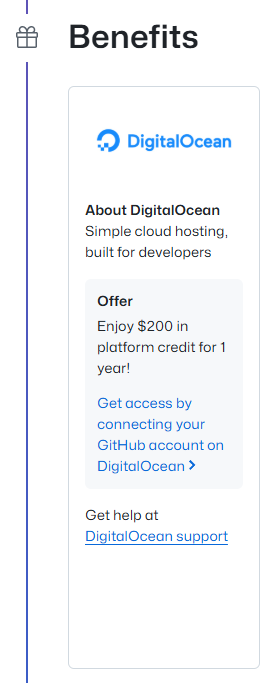 Benefits
DigitalOcean
About DigitalOcean
Simple cloud hosting,
built for developers
Offer
Enjoy $200 in
platform credit for 1
year!
Get access by
connecting your
GitHub account on
DigitalOcean
Get help at
DigitalOcean support